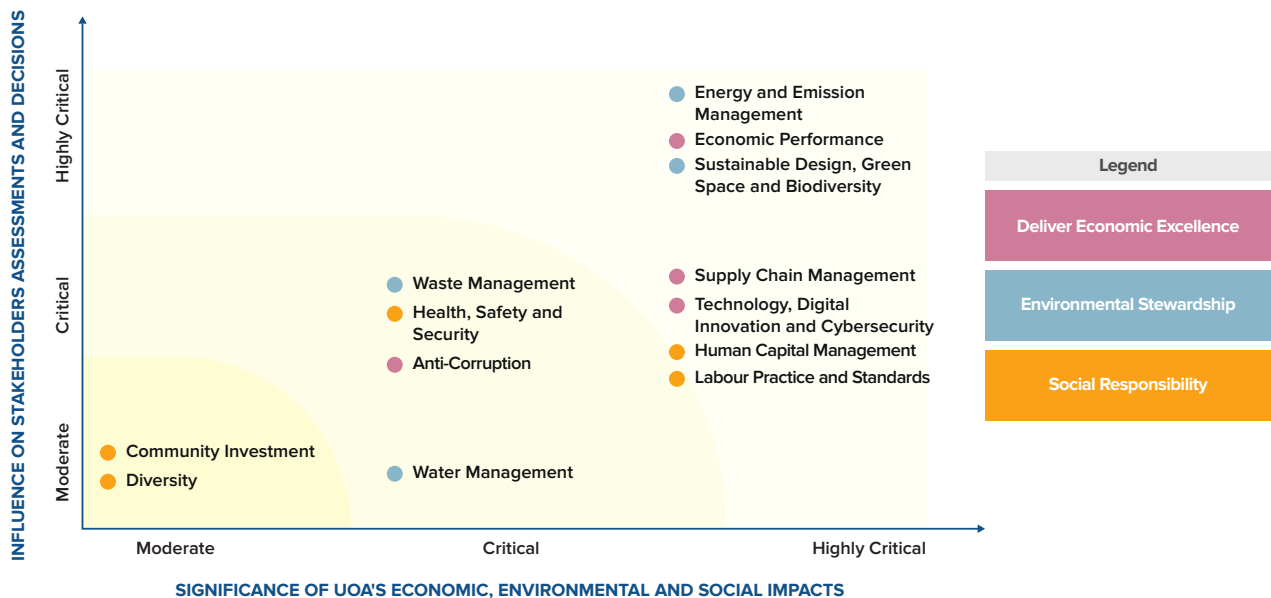 INFLUENCE ON STAKEHOLDERS ASSESSMENTS AND DECISIONS
Highly Critical
Critical
Moderate
Energy and Emission
Management
Economic Performance
Sustainable Design, Green
Space and Biodiversity
Waste Management
Health, Safety and
Security
Anti-Corruption
Supply Chain Management
Technology, Digital
Innovation and Cybersecurity
Human Capital Management
Labour Practice and Standards
Community Investment
Diversity
Water Management
Moderate
Critical
Highly Critical
SIGNIFICANCE OF UOA'S ECONOMIC, ENVIRONMENTAL AND SOCIAL IMPACTS
Legend
Deliver Economic Excellence
Environmental Stewardship
Social Responsibility